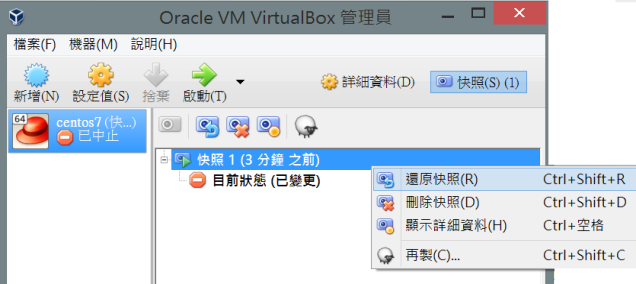 Oracle VM VirtualBox 管理員
檔案(F) 機器(M) 說明(H)
新增(N) 設定值(S) 捨棄 啟動(T) 詳細資料(D) 快照(S) (1)
64 centos7 (快...)
已中止
快照 1 (3 分鐘 之前)
目前狀態 (已變更)
還原快照(R) Ctrl+Shift+R
刪除快照(D) Ctrl+Shift+D
顯示詳細資料(H) Ctrl+空格
再製(C)... Ctrl+Shift+C